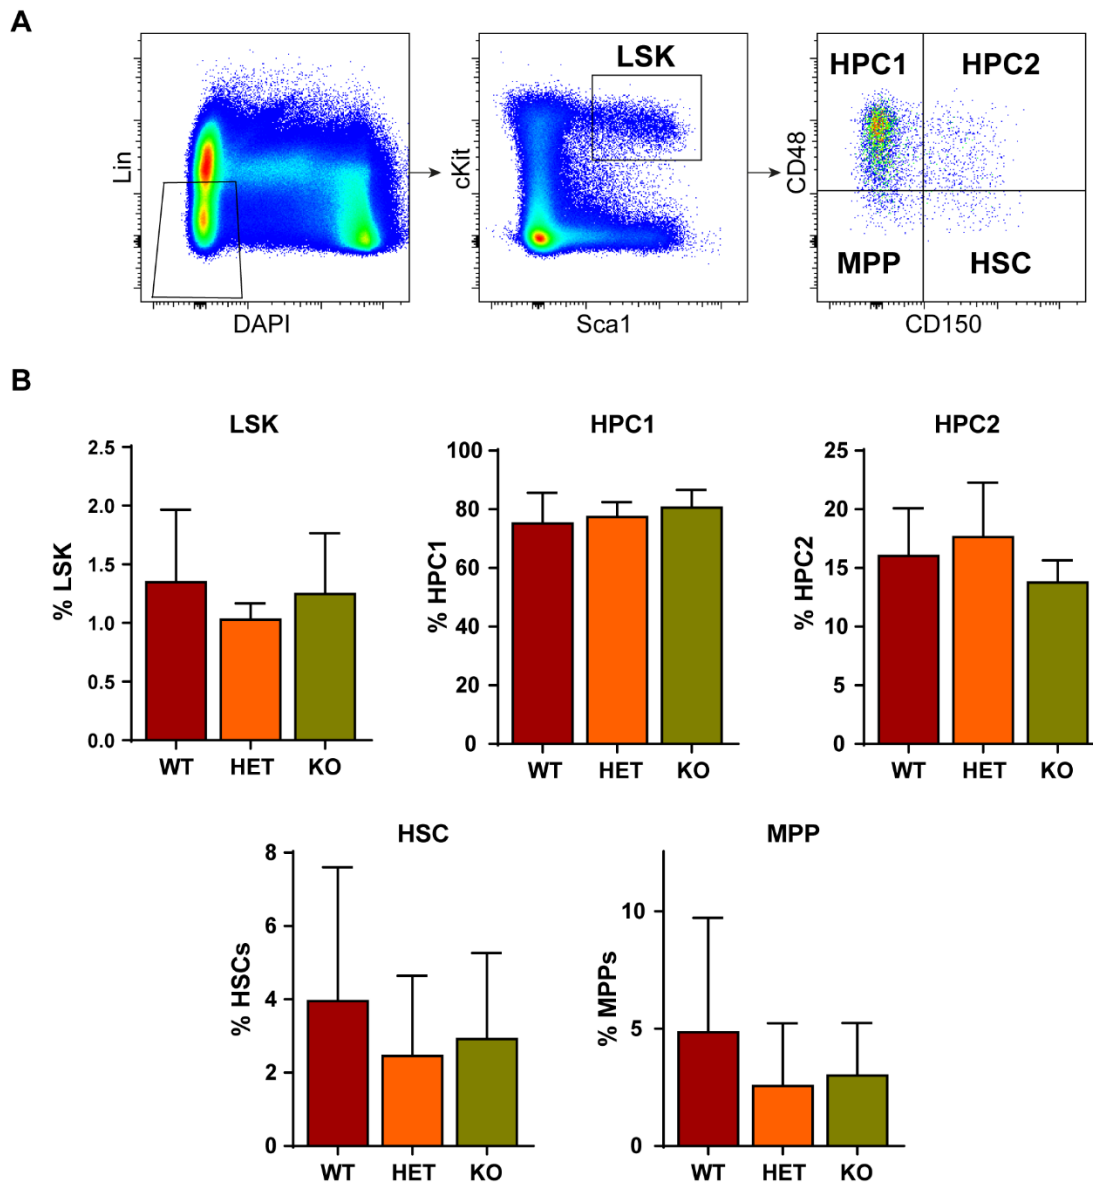 A
LSK
HPC1 HPC2
MPP HSC
Lin
DAPI
cKit
Sca1
CD48
CD150
B
LSK
% LSK
2.5
2.0
1.5
1.0
0.5
0.0
WT HET KO
HPC1
% HPC1
100
80
60
40
20
0
WT HET KO
HPC2
% HPC2
25
20
15
10
5
0
WT HET KO
HSC
% HSCs
8
6
4
2
0
WT HET KO
MPP
% MPPs
10
5
0
WT HET KO